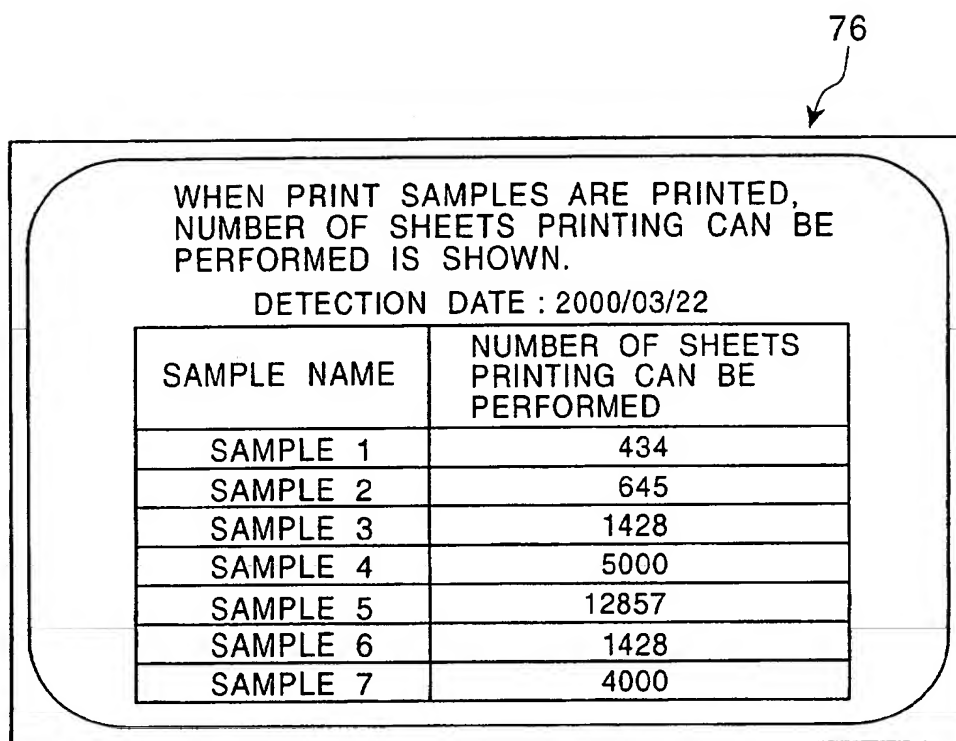 76
WHEN PRINT SAMPLES ARE PRINTED,
NUMBER OF SHEETS PRINTING CAN BE
PERFORMED IS SHOWN.
DETECTION DATE : 2000/03/22
SAMPLE NAME
NUMBER OF SHEETS
PRINTING CAN BE
PERFORMED
SAMPLE 1 434
SAMPLE 2 645
SAMPLE 3 1428
SAMPLE 4 5000
SAMPLE 5 12857
SAMPLE 6 1428
SAMPLE 7 4000